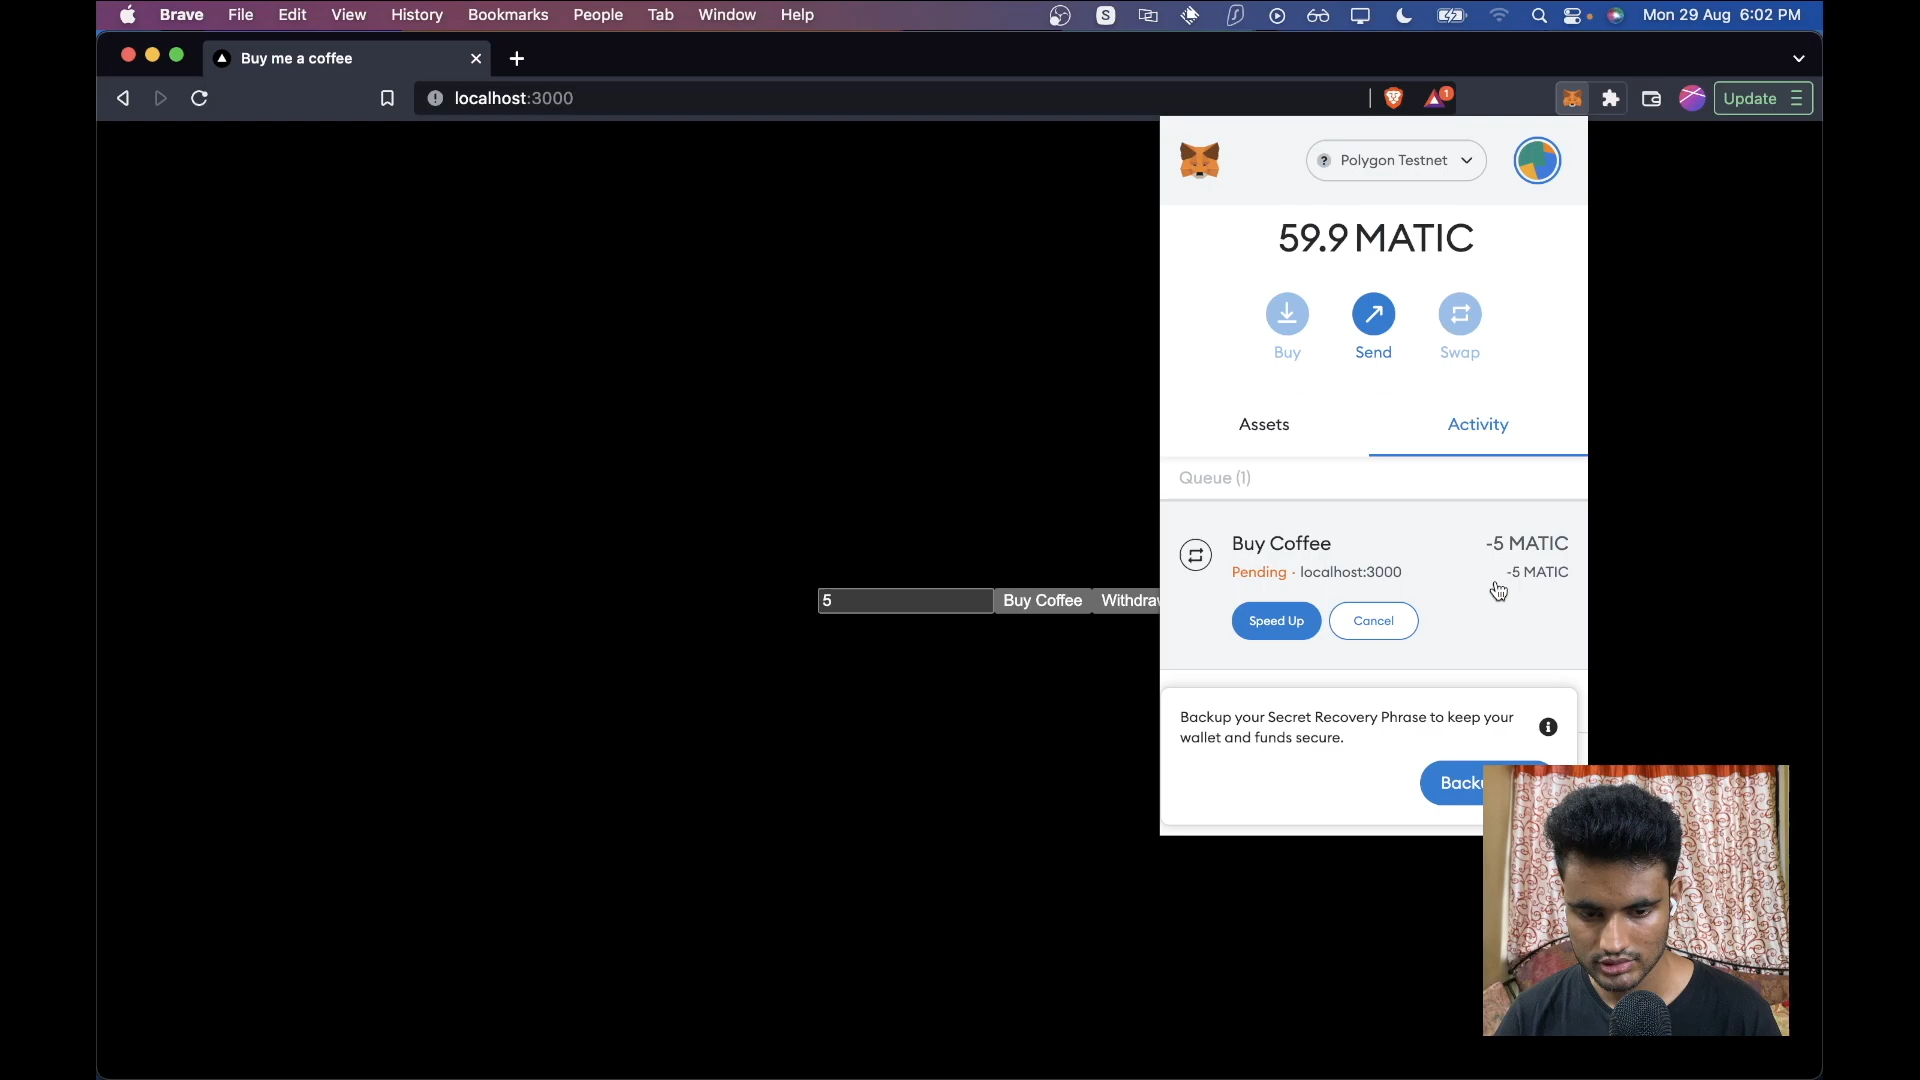 Brave File Edit View History Bookmarks People Tab Window Help
S
Mon 29 Aug 6:02 PM
Buy me a coffee
localhost:3000
1
Update
? Polygon Testnet
59.9 MATIC
Buy Send Swap
Assets Activity
Queue (1)
Buy Coffee -5 MATIC
Pending · localhost:3000 -5 MATIC
Speed Up Cancel
5 Buy Coffee
Backup your Secret Recovery Phrase to keep your
wallet and funds secure.